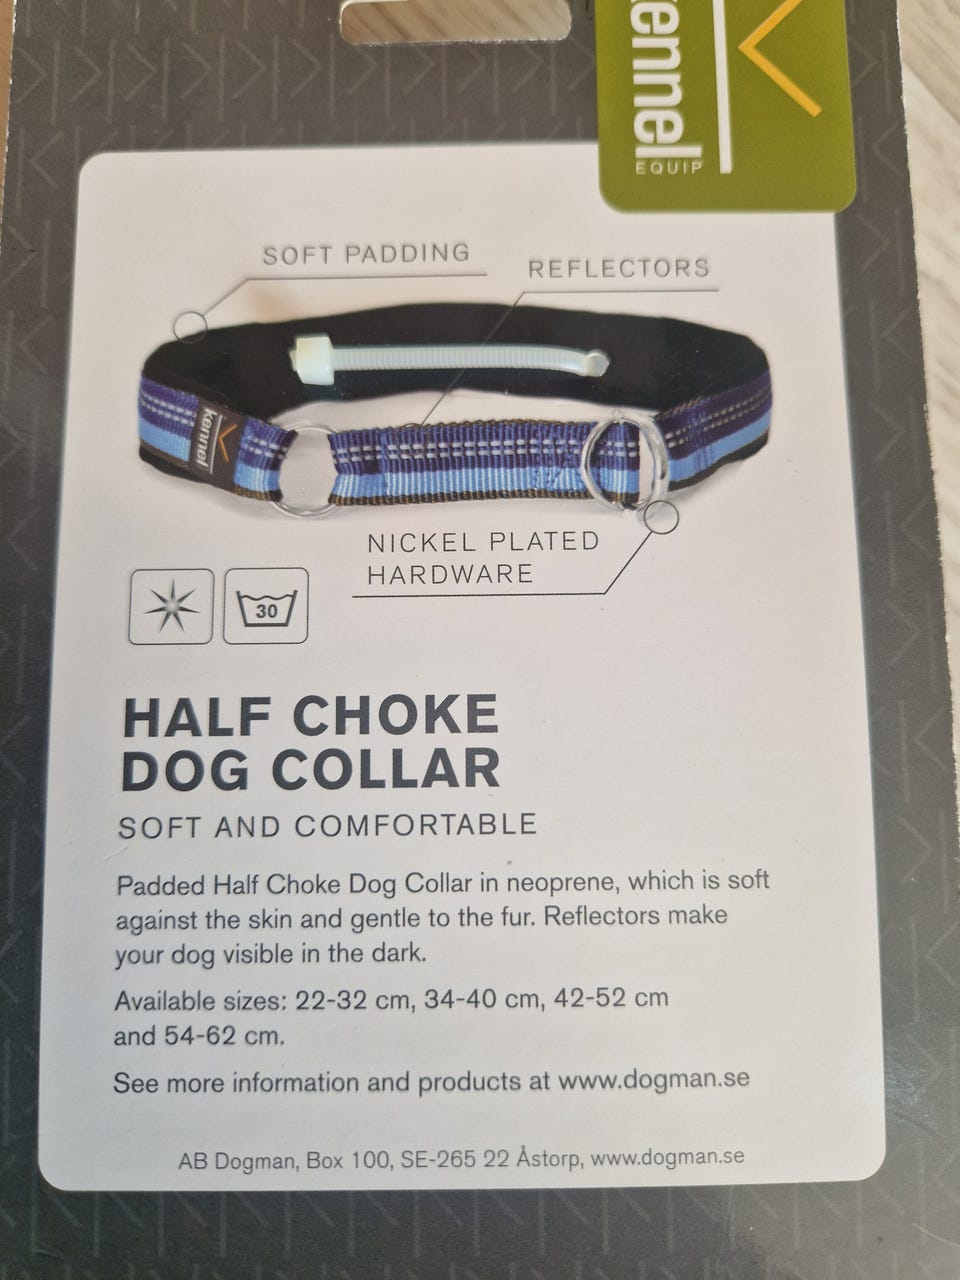 kennel
EQUIP
SOFT PADDING
REFLECTORS
kennel
NICKEL PLATED
HARDWARE
30
HALF CHOKE
DOG COLLAR
SOFT AND COMFORTABLE
Padded Half Choke Dog Collar in neoprene, which is soft
against the skin and gentle to the fur. Reflectors make
your dog visible in the dark.
Available sizes: 22-32 cm, 34-40 cm, 42-52 cm
and 54-62 cm.
See more information and products at www.dogman.se
AB Dogman, Box 100, SE-265 22 Åstorp, www.dogman.se